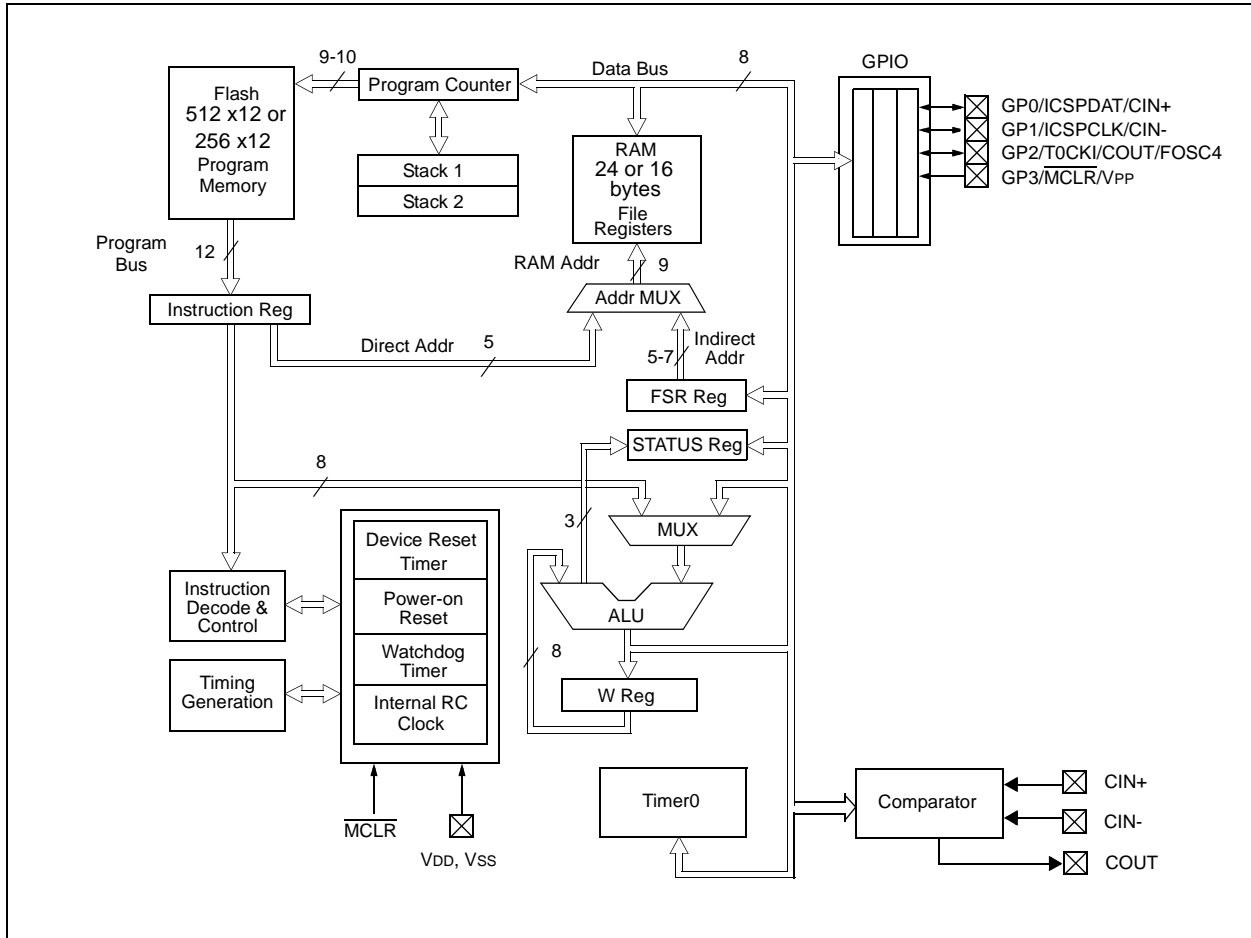 9-10
Program Counter
Data Bus
8
GPIO
Flash
512 x12 or
256 x12
Program
Memory
Stack 1
Stack 2
RAM
24 or 16
bytes
File
Registers
GP0/ICSPDAT/CIN+
GP1/ICSPCLK/CIN-
GP2/T0CKI/COUT/FOSC4
GP3/MCLR/VPP
Program
Bus
12
RAM Addr
9
Instruction Reg
Addr MUX
Direct Addr
5
5-7
Indirect
Addr
FSR Reg
STATUS Reg
8
3
MUX
Device Reset
Timer
Instruction
Decode &
Control
Power-on
Reset
ALU
Watchdog
Timer
8
Timing
Generation
Internal RC
Clock
W Reg
MCLR
VDD, VSS
Timer0
Comparator
CIN+
CIN-
COUT